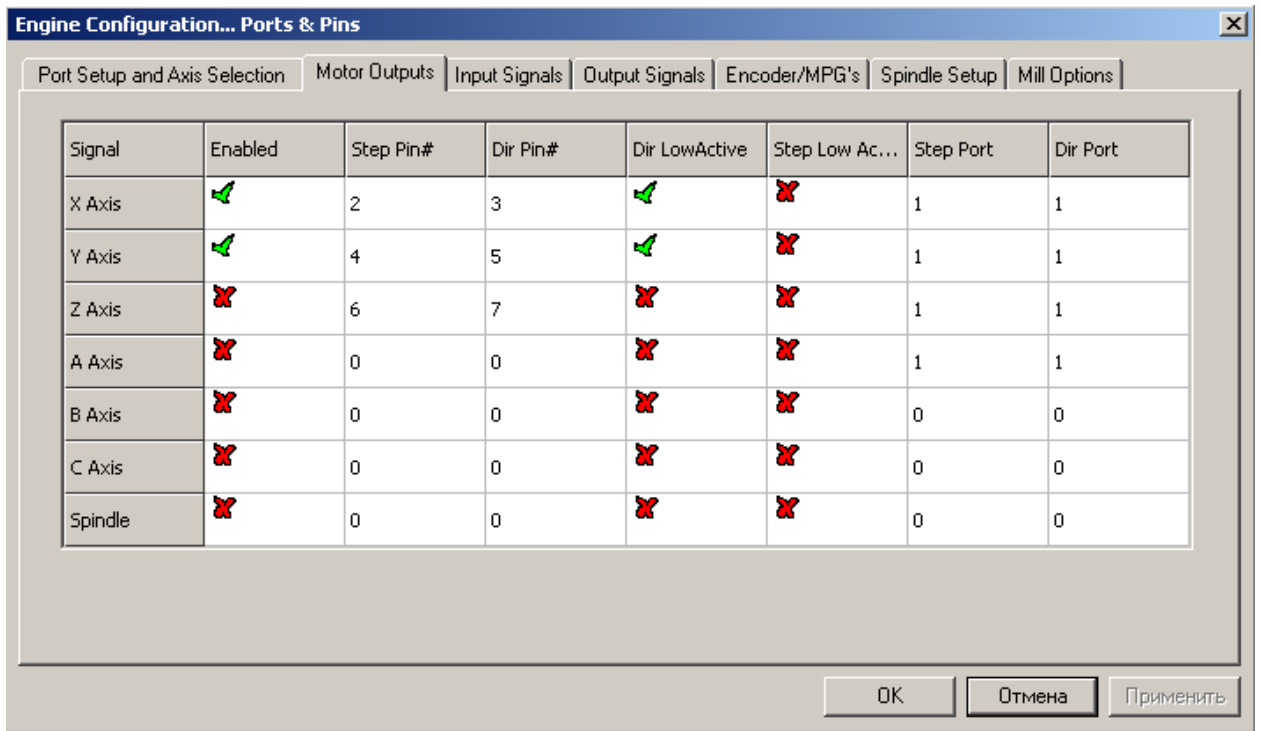 Engine Configuration... Ports & Pins
Port Setup and Axis Selection Motor Outputs Input Signals Output Signals Encoder/MPG's Spindle Setup Mill Options
Signal Enabled Step Pin# Dir Pin# Dir LowActive Step Low Ac... Step Port Dir Port
X Axis 2 3 1 1
Y Axis 4 5 1 1
Z Axis 6 7 1 1
A Axis 0 0 1 1
B Axis 0 0 0 0
C Axis 0 0 0 0
Spindle 0 0 0 0
OK Отмена Применить